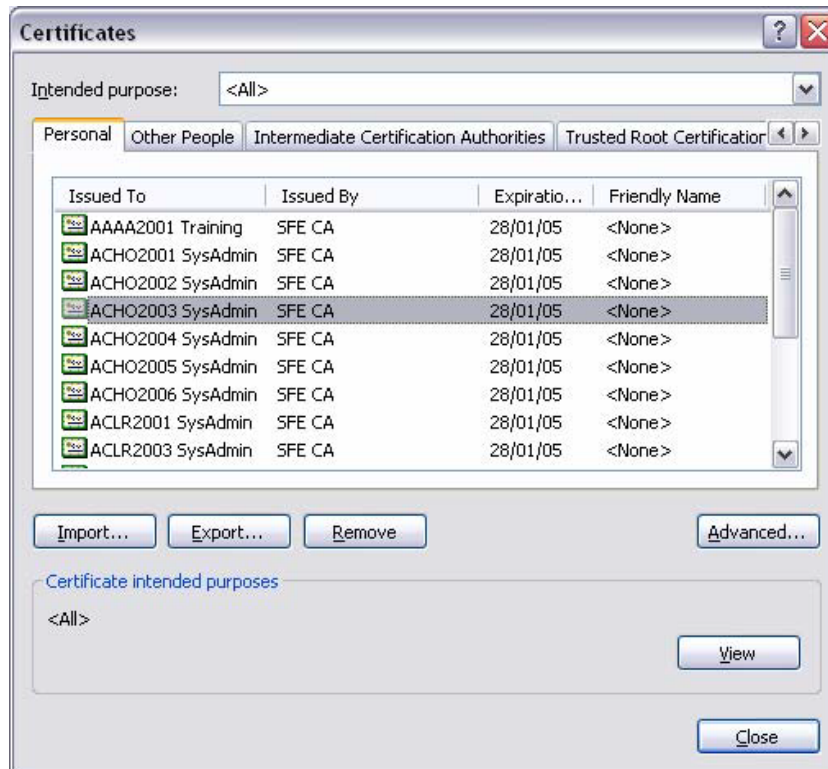 Certificates
Intended purpose: <All>
Personal Other People Intermediate Certification Authorities Trusted Root Certification
Issued To Issued By Expiratio... Friendly Name
AAAA2001 Training SFE CA 28/01/05 <None>
ACHO2001 SysAdmin SFE CA 28/01/05 <None>
ACHO2002 SysAdmin SFE CA 28/01/05 <None>
ACHO2003 SysAdmin SFE CA 28/01/05 <None>
ACHO2004 SysAdmin SFE CA 28/01/05 <None>
ACHO2005 SysAdmin SFE CA 28/01/05 <None>
ACHO2006 SysAdmin SFE CA 28/01/05 <None>
ACLR2001 SysAdmin SFE CA 28/01/05 <None>
ACLR2003 SysAdmin SFE CA 28/01/05 <None>
Import... Export... Remove Advanced...
Certificate intended purposes
<All>
View
Close